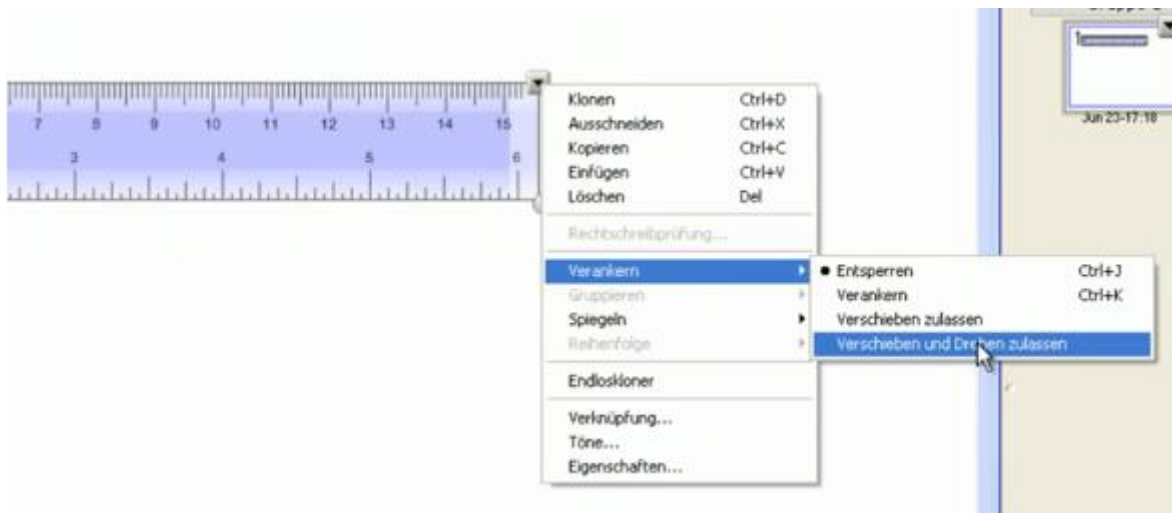 7 8 9 10 11 12 13 14 15
3 4 5 6
Klonen Ctrl+D
Ausschneiden Ctrl+X
Kopieren Ctrl+C
Einfügen Ctrl+V
Löschen Del
Rechtschreibprüfung...
Verankern
Gruppieren
Spiegeln
Reihenfolge
Endloskloner
Verknüpfung...
Töne...
Eigenschaften...
Entsperren Ctrl+J
Verankern Ctrl+K
Verschieben zulassen
Verschieben und Drehen zulassen
1
Jun 23-17:18